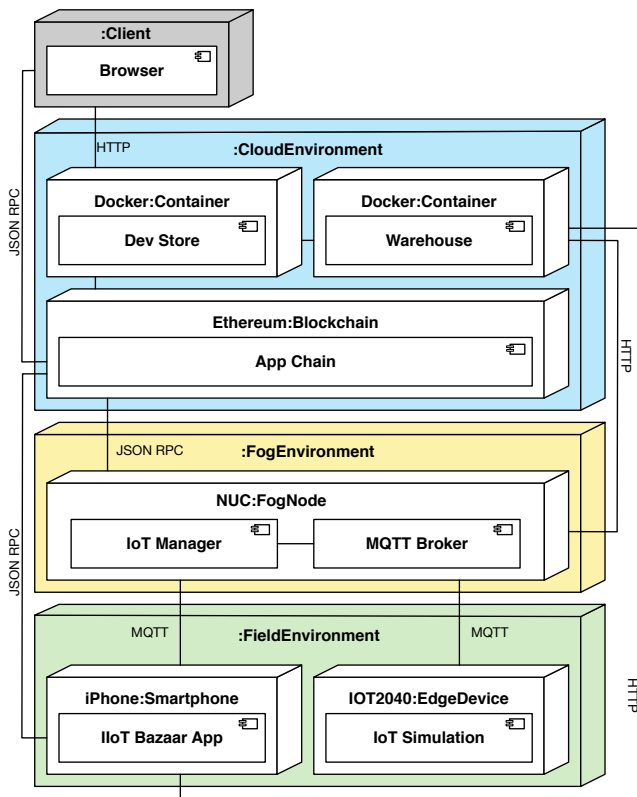 :Client
Browser
HTTP
:CloudEnvironment
JSON RPC
Docker:Container
Docker:Container
Dev Store
Warehouse
Ethereum:Blockchain
App Chain
HTTP
JSON RPC
:FogEnvironment
NUC:FogNode
IoT Manager
MQTT Broker
JSON RPC
MQTT
:FieldEnvironment
MQTT
iPhone:Smartphone
IOT2040:EdgeDevice
HTTP
IIoT Bazaar App
IoT Simulation